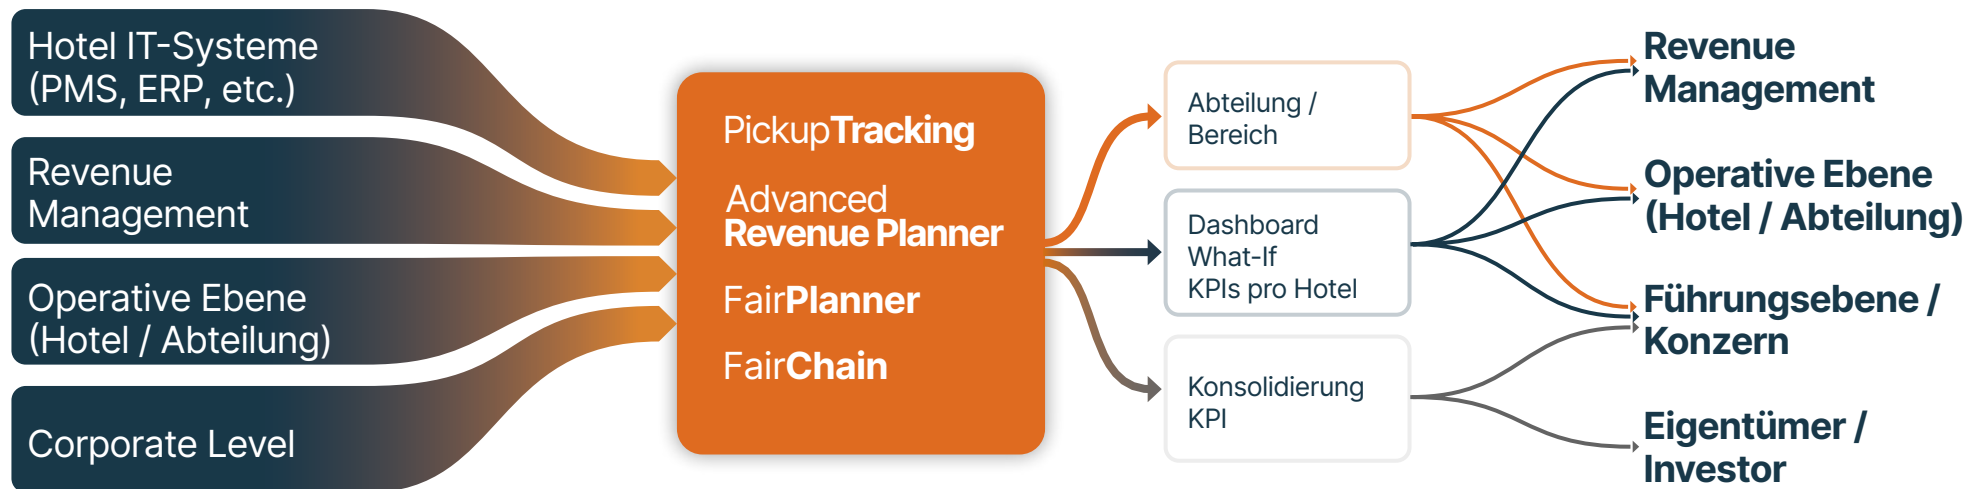 Hotel IT-Systeme
(PMS, ERP, etc.)
Revenue
Management
Operative Ebene
(Hotel / Abteilung)
Corporate Level
PickupTracking
Advanced
Revenue Planner
FairPlanner
FairChain
Abteilung /
Bereich
Dashboard
What-If
KPIs pro Hotel
Konsolidierung
KPI
Revenue
Management
Operative Ebene
(Hotel / Abteilung)
Führungsebene /
Konzern
Eigentümer /
Investor